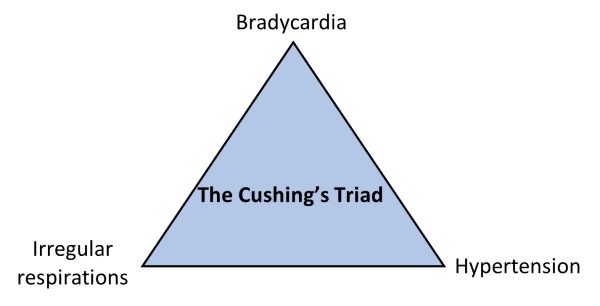 Bradycardia
The Cushing’s Triad
Irregular
respirations
Hypertension